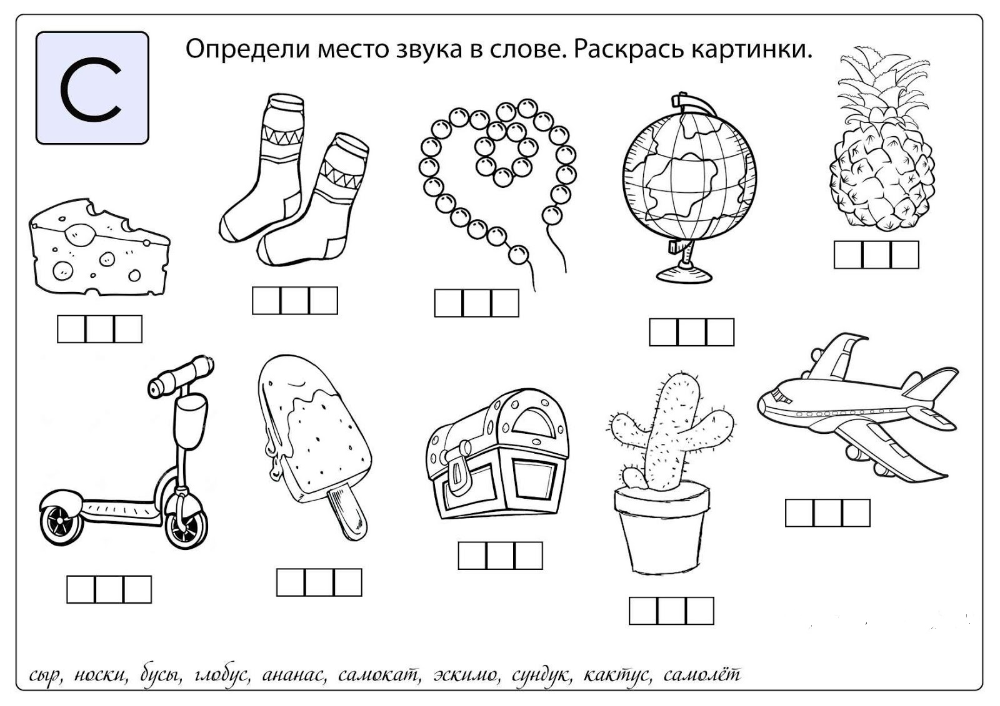 С
Определи место звука в слове. Раскрась картинки.
сыр, носки, бусы, глобус, ананас, самокат, эскимо, сундук, кактус, самолёт